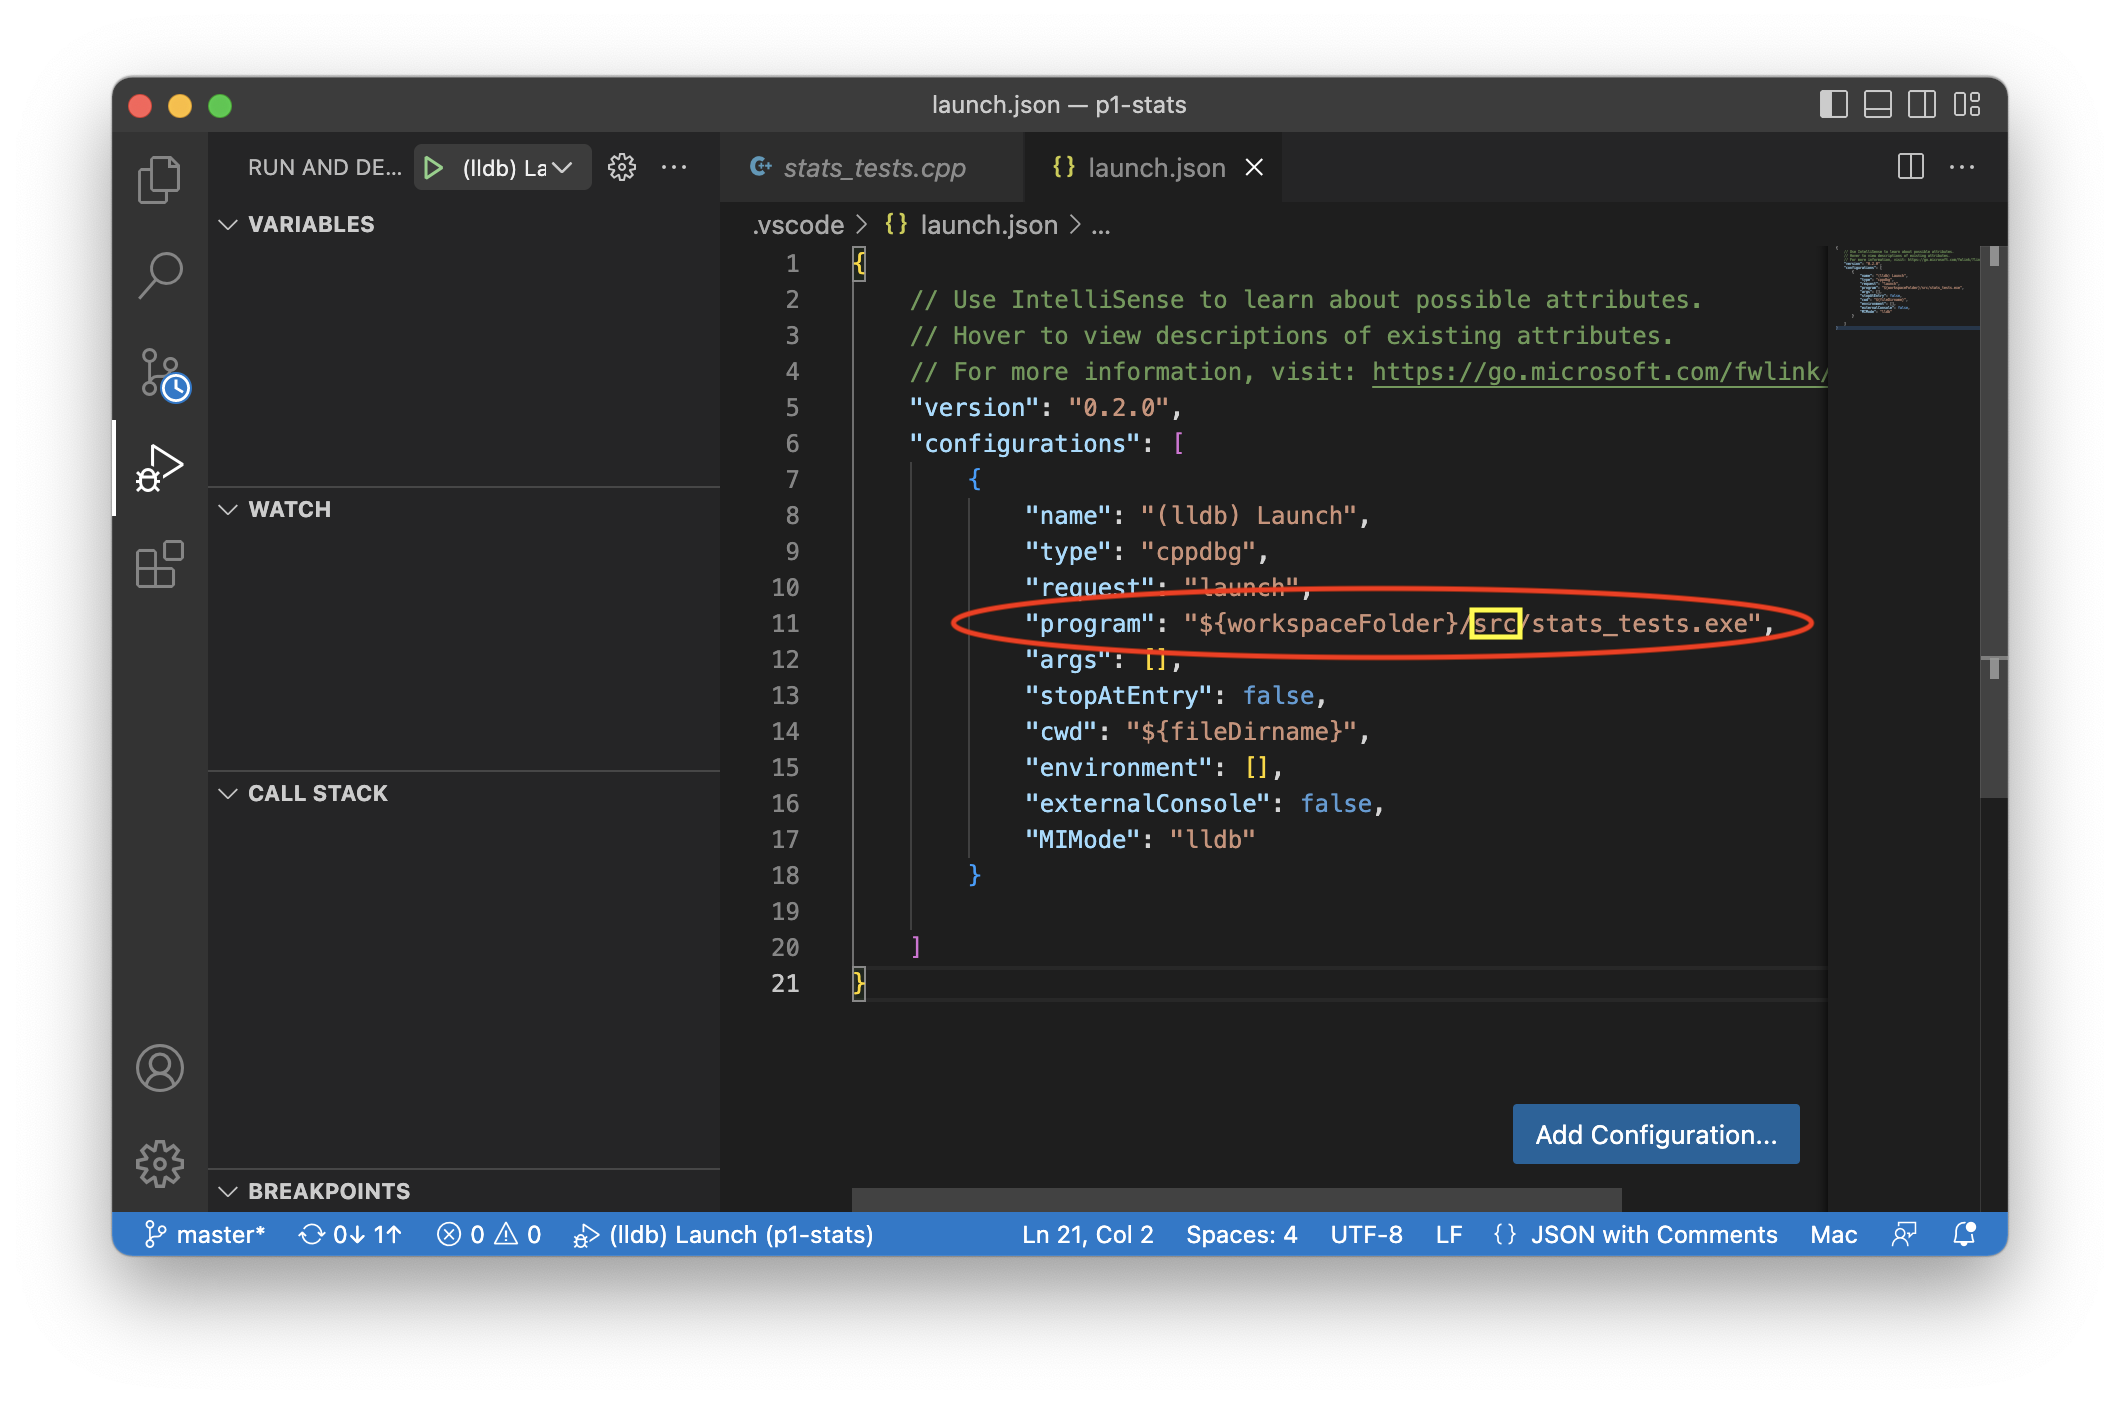 launch.json — p1-stats
RUN AND DE... (lldb) La
stats_tests.cpp
launch.json
.vscode > {} launch.json > ...
VARIABLES
WATCH
CALL STACK
BREAKPOINTS
1 {
2 // Use IntelliSense to learn about possible attributes.
3 // Hover to view descriptions of existing attributes.
4 // For more information, visit: https://go.microsoft.com/fwlink/
5 "version": "0.2.0",
6 "configurations": [
7 {
8 "name": "(lldb) Launch",
9 "type": "cppdbg",
10 "request": "launch",
11 "program": "${workspaceFolder}/src/stats_tests.exe",
12 "args": [],
13 "stopAtEntry": false,
14 "cwd": "${fileDirname}",
15 "environment": [],
16 "externalConsole": false,
17 "MIMode": "lldb"
18 }
19
20 ]
21 }
Add Configuration...
master* 0↓ 1↑ 0 0 (lldb) Launch (p1-stats) Ln 21, Col 2 Spaces: 4 UTF-8 LF {} JSON with Comments Mac